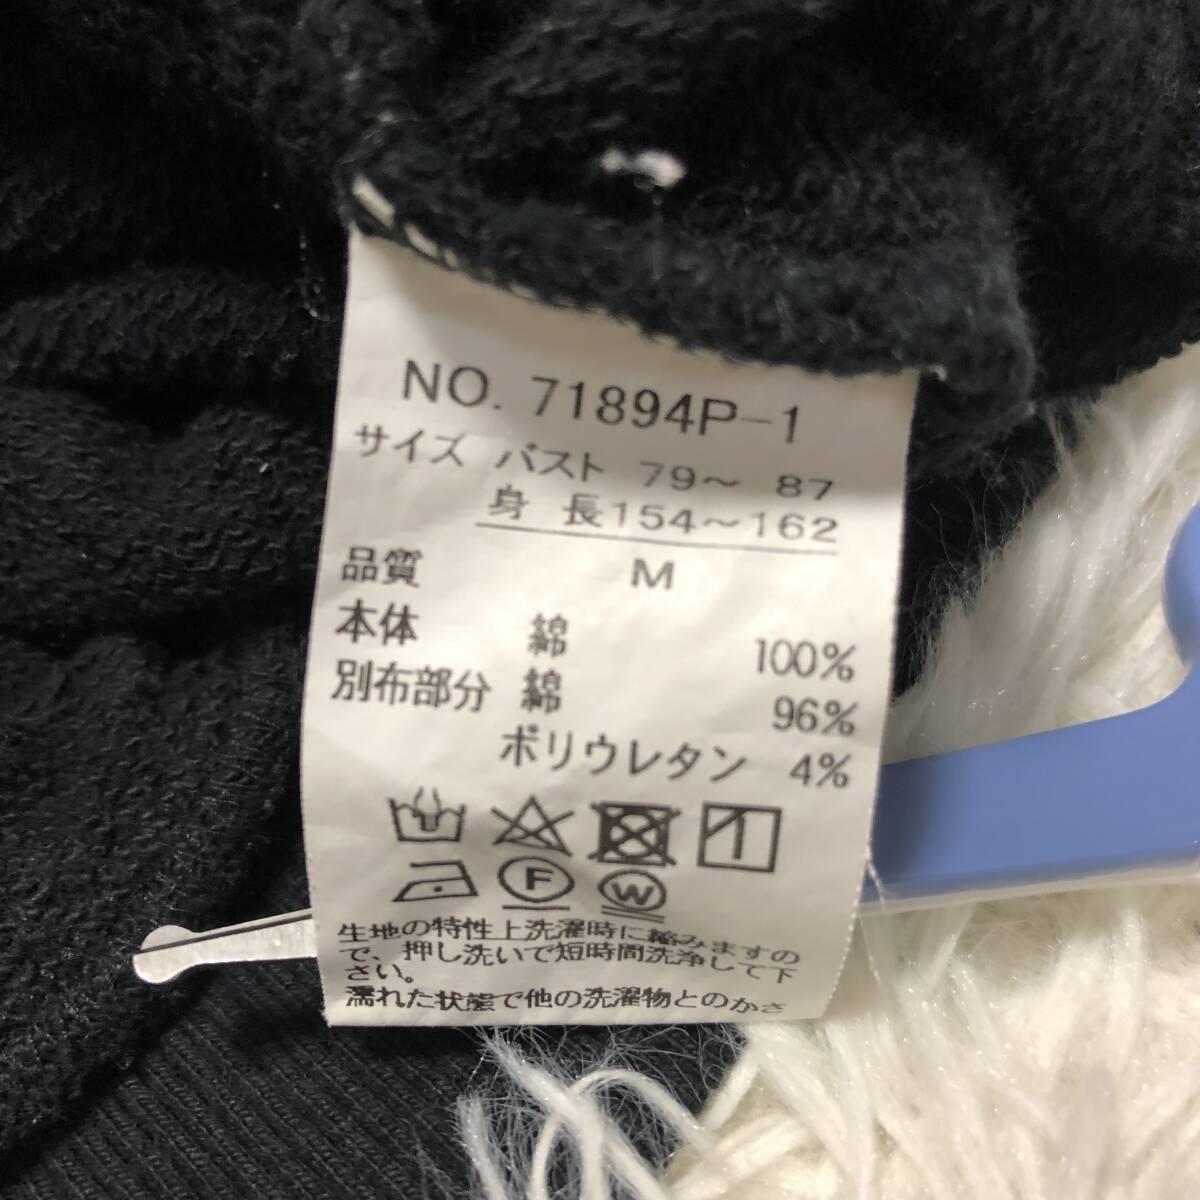 NO. 71894P-1
サイズ バスト 79～ 87
身 長154～162
品質 M
本体 綿 100%
別布部分 綿 96%
ポリウレタン 4%
F
W
生地の特性上洗濯時に縮みますの
で、押し洗いで短時間洗浄して下
さい。
濡れた状態で他の洗濯物とのかさ